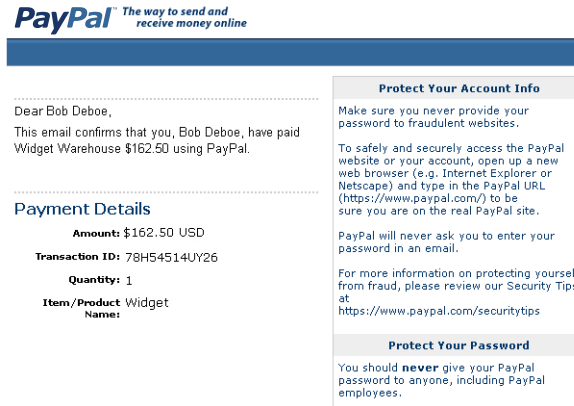 PayPal™ The way to send and
receive money online
Dear Bob Deboe,
This email confirms that you, Bob Deboe, have paid
Widget Warehouse $162.50 using PayPal.
Payment Details
Amount: $162.50 USD
Transaction ID: 78H54514UY26
Quantity: 1
Item/Product Widget
Name:
Protect Your Account Info
Make sure you never provide your
password to fraudulent websites.
To safely and securely access the PayPal
website or your account, open up a new
web browser (e.g. Internet Explorer or
Netscape) and type in the PayPal URL
(https://www.paypal.com/) to be
sure you are on the real PayPal site.
PayPal will never ask you to enter your
password in an email.
For more information on protecting yoursel
from fraud, please review our Security Tips
at
https://www.paypal.com/securitytips
Protect Your Password
You should never give your PayPal
password to anyone, including PayPal
employees.